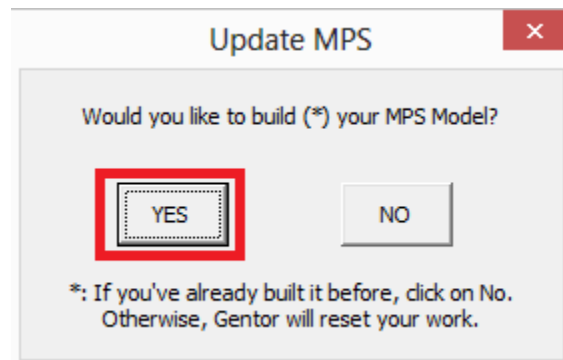 Update MPS
×
Would you like to build (*) your MPS Model?
YES
NO
*: If you've already built it before, click on No.
Otherwise, Gentor will reset your work.